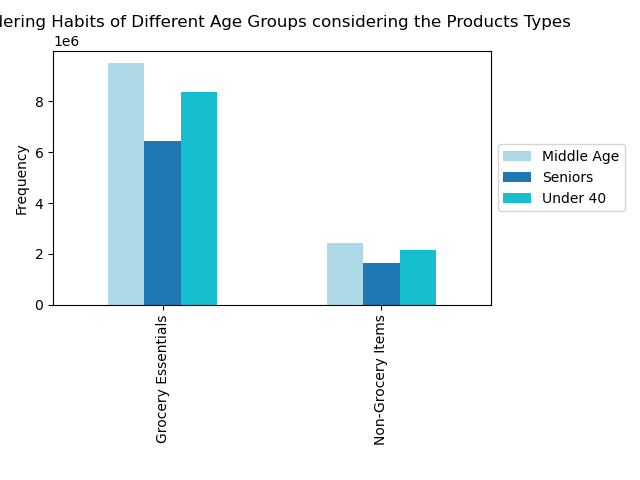 dering Habits of Different Age Groups considering the Products Types
1e6
8
6
4
2
0
Frequency
Grocery Essentials
Non-Grocery Items
Middle Age
Seniors
Under 40